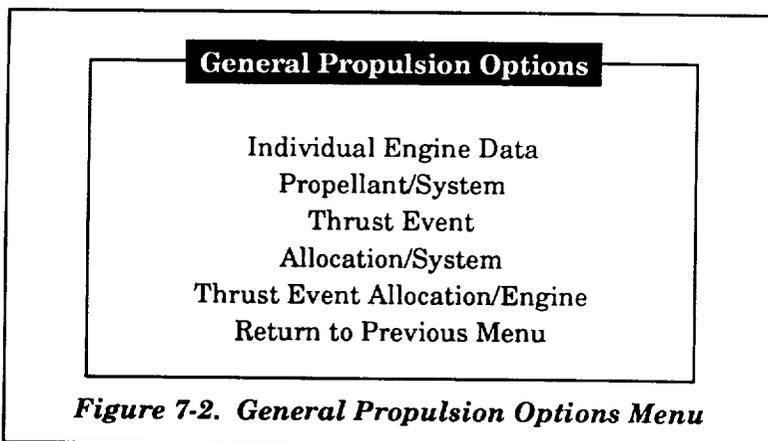 General Propulsion Options
Individual Engine Data
Propellant/System
Thrust Event
Allocation/System
Thrust Event Allocation/Engine
Return to Previous Menu
Figure 7-2. General Propulsion Options Menu